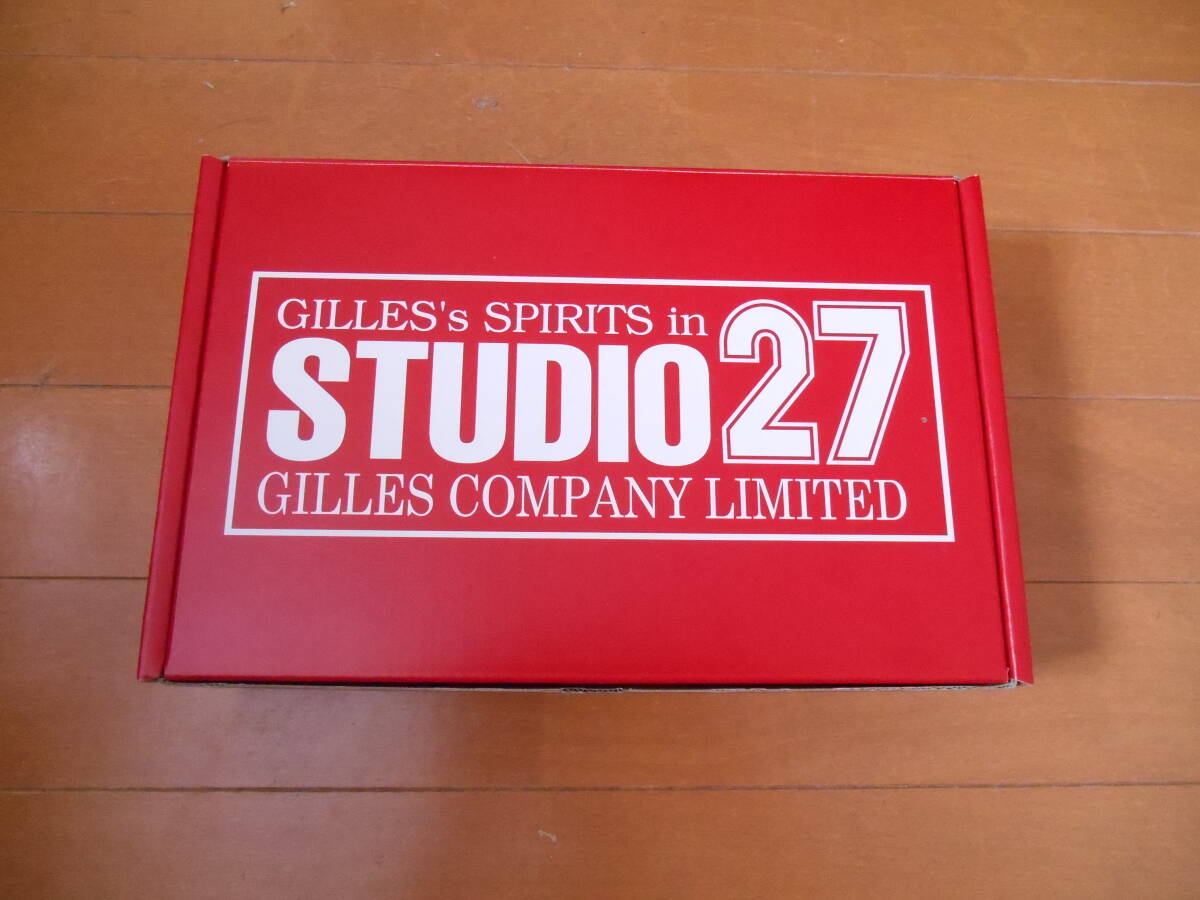 GILLES's SPIRITS in
STUDIO27
GILLES COMPANY LIMITED